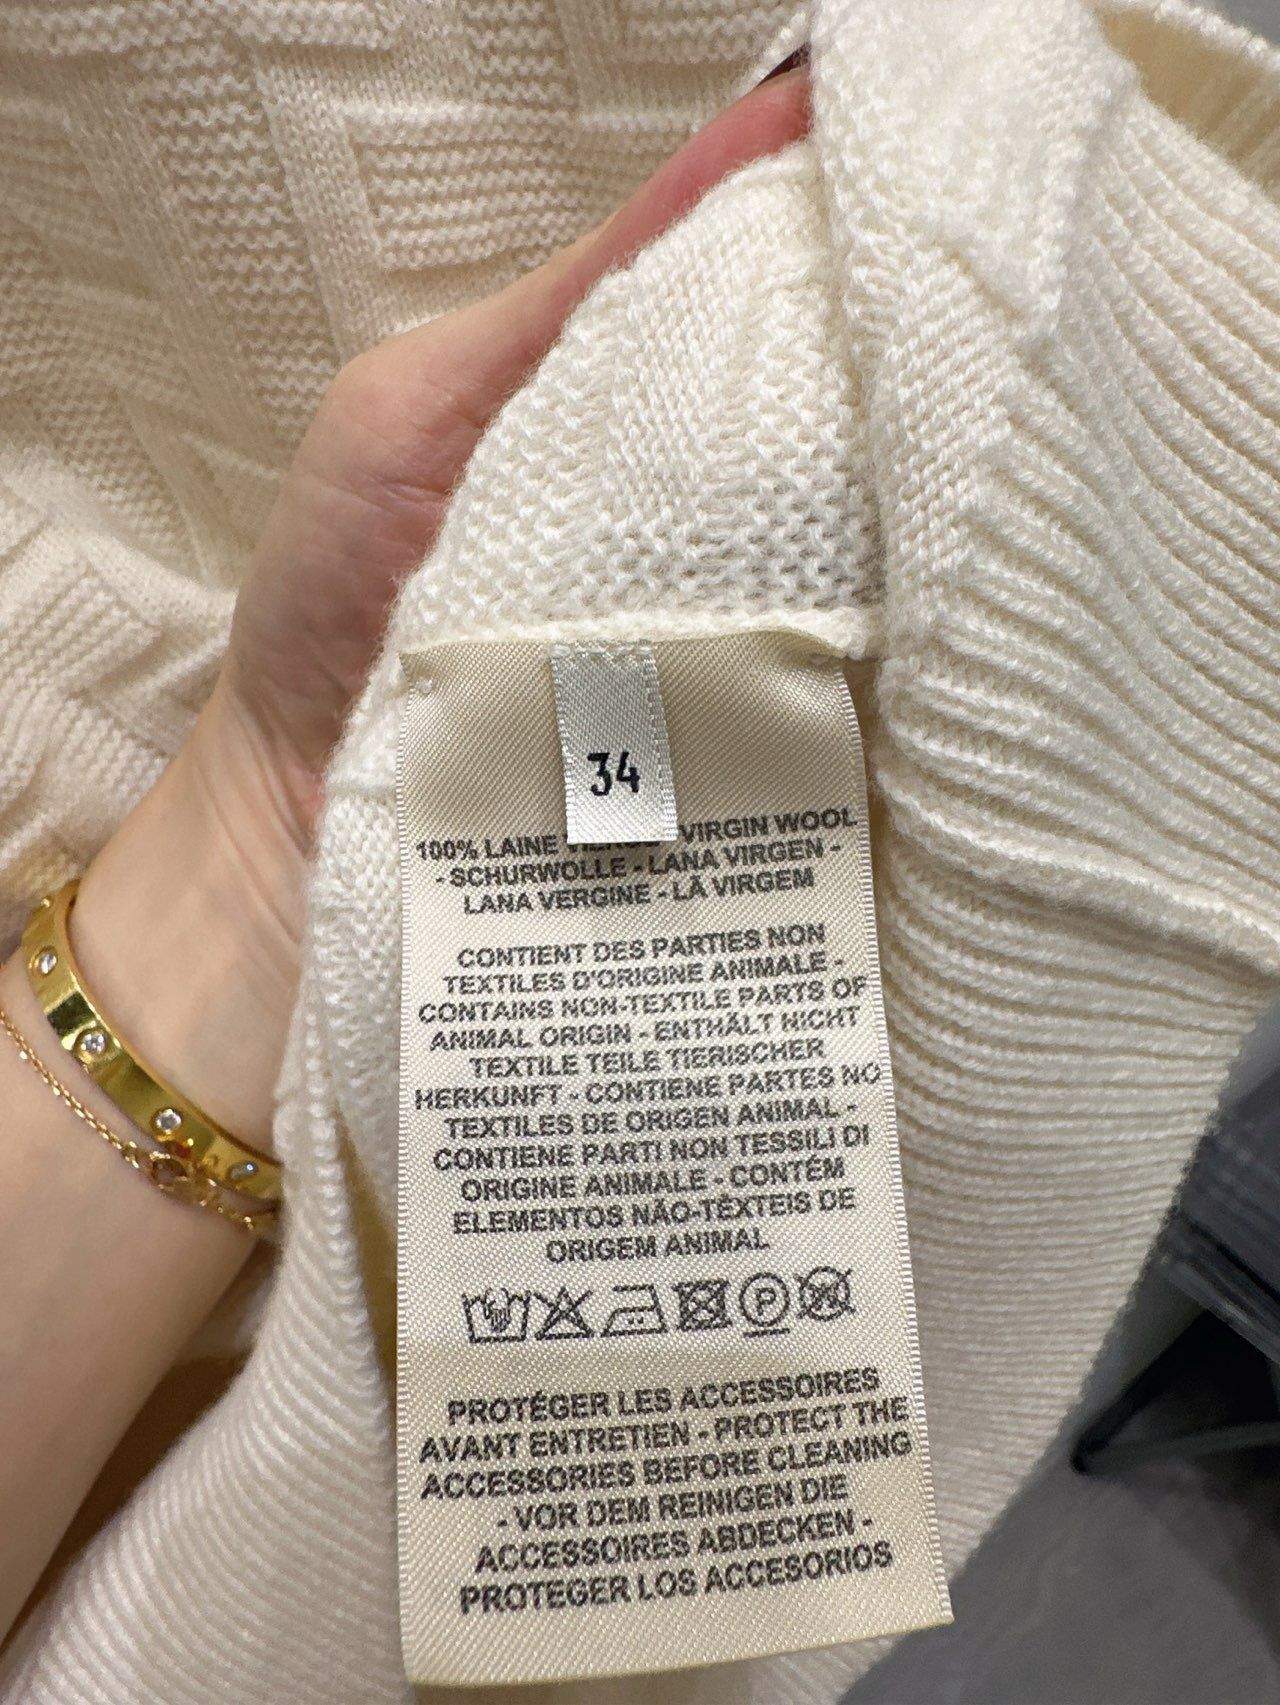 34
100% LAINE VIERGE - VIRGIN WOOL
- SCHURWOLLE - LANA VIRGEN -
LANA VERGINE - LÃ VIRGEM
CONTIENT DES PARTIES NON
TEXTILES D'ORIGINE ANIMALE -
CONTAINS NON-TEXTILE PARTS OF
ANIMAL ORIGIN - ENTHÄLT NICHT
TEXTILE TEILE TIERISCHER
HERKUNFT - CONTIENE PARTES NO
TEXTILES DE ORIGEN ANIMAL -
CONTIENE PARTI NON TESSILI DI
ORIGINE ANIMALE - CONTÉM
ELEMENTOS NÃO-TÊXTEIS DE
ORIGEM ANIMAL
P
PROTÉGER LES ACCESSOIRES
AVANT ENTRETIEN - PROTECT THE
ACCESSORIES BEFORE CLEANING
- VOR DEM REINIGEN DIE
ACCESSOIRES ABDECKEN -
PROTEGER LOS ACCESORIOS